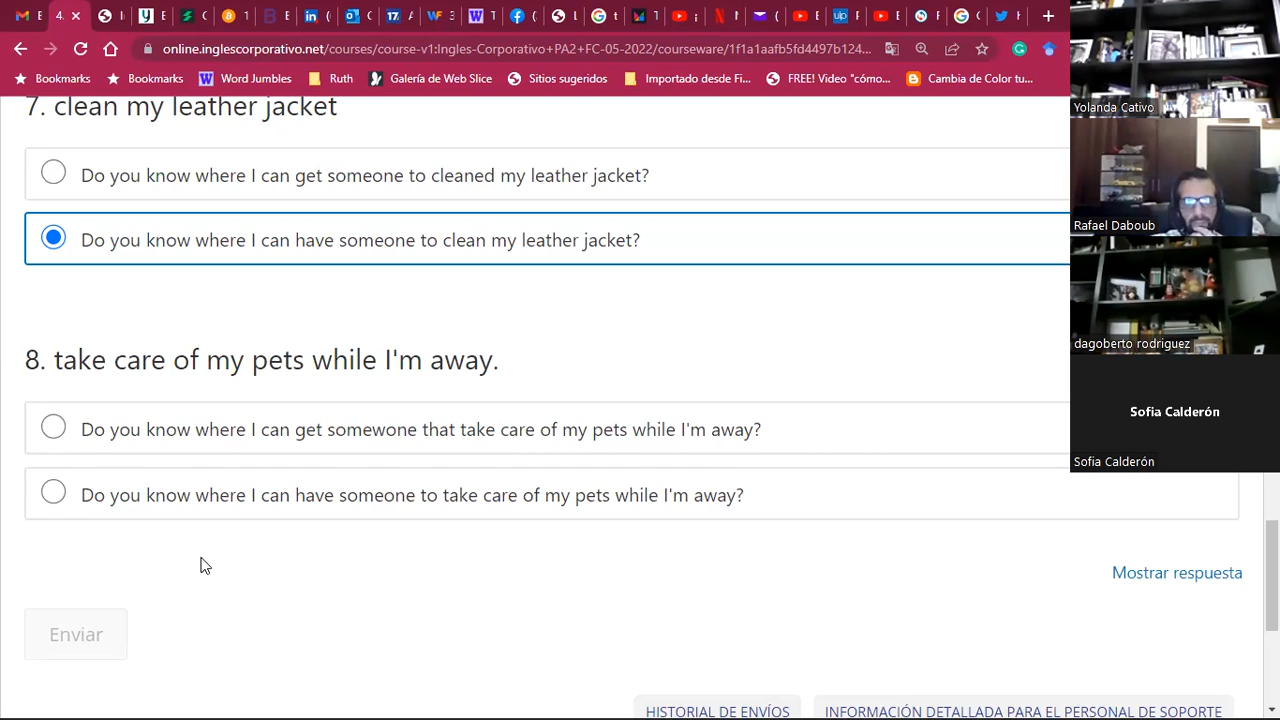 4.
online.inglescorporativo.net/courses/course-v1:Ingles-Corporativo+PA2+FC-05-2022/courseware/1f1a1aafb5fd4497b124...
Bookmarks
Bookmarks
Word Jumbles
Ruth
Galería de Web Slice
Sitios sugeridos
Importado desde Fi...
FREE! Video "cómo...
Cambia de Color tu...
7. clean my leather jacket
Do you know where I can get someone to cleaned my leather jacket?
Do you know where I can have someone to clean my leather jacket?
8. take care of my pets while I'm away.
Do you know where I can get somewone that take care of my pets while I'm away?
Do you know where I can have someone to take care of my pets while I'm away?
Mostrar respuesta
Enviar
HISTORIAL DE ENVÍOS
INFORMACIÓN DETALLADA PARA EL PERSONAL DE SOPORTE
Yolanda Cativo
Rafael Daboub
dagoberto rodriguez
Sofia Calderón
Sofia Calderón